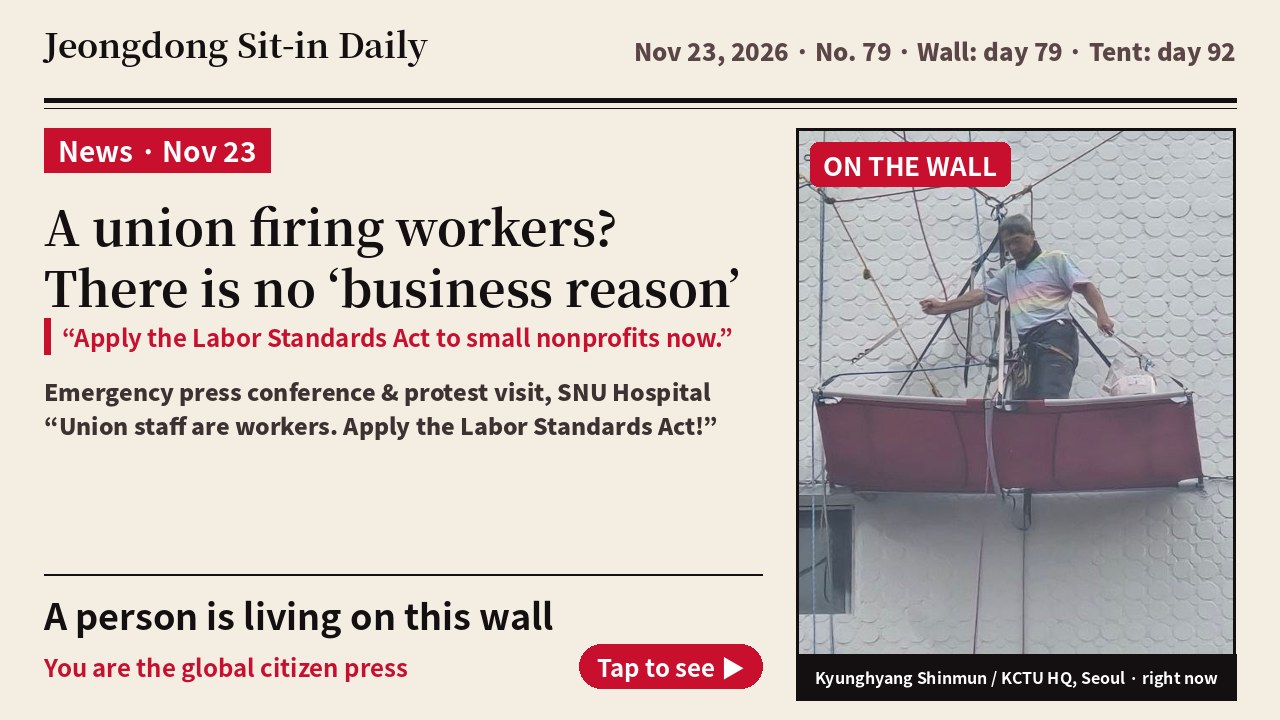 Jeongdong Sit-in Daily
Nov 23, 2026 · No. 79 · Wall: day 79 · Tent: day 92
News · Nov 23
A union firing workers?
There is no ‘business reason’
“Apply the Labor Standards Act to small nonprofits now.”
Emergency press conference & protest visit, SNU Hospital
“Union staff are workers. Apply the Labor Standards Act!”
A person is living on this wall
You are the global citizen press
Tap to see ▶
ON THE WALL
Kyunghyang Shinmun / KCTU HQ, Seoul · right now